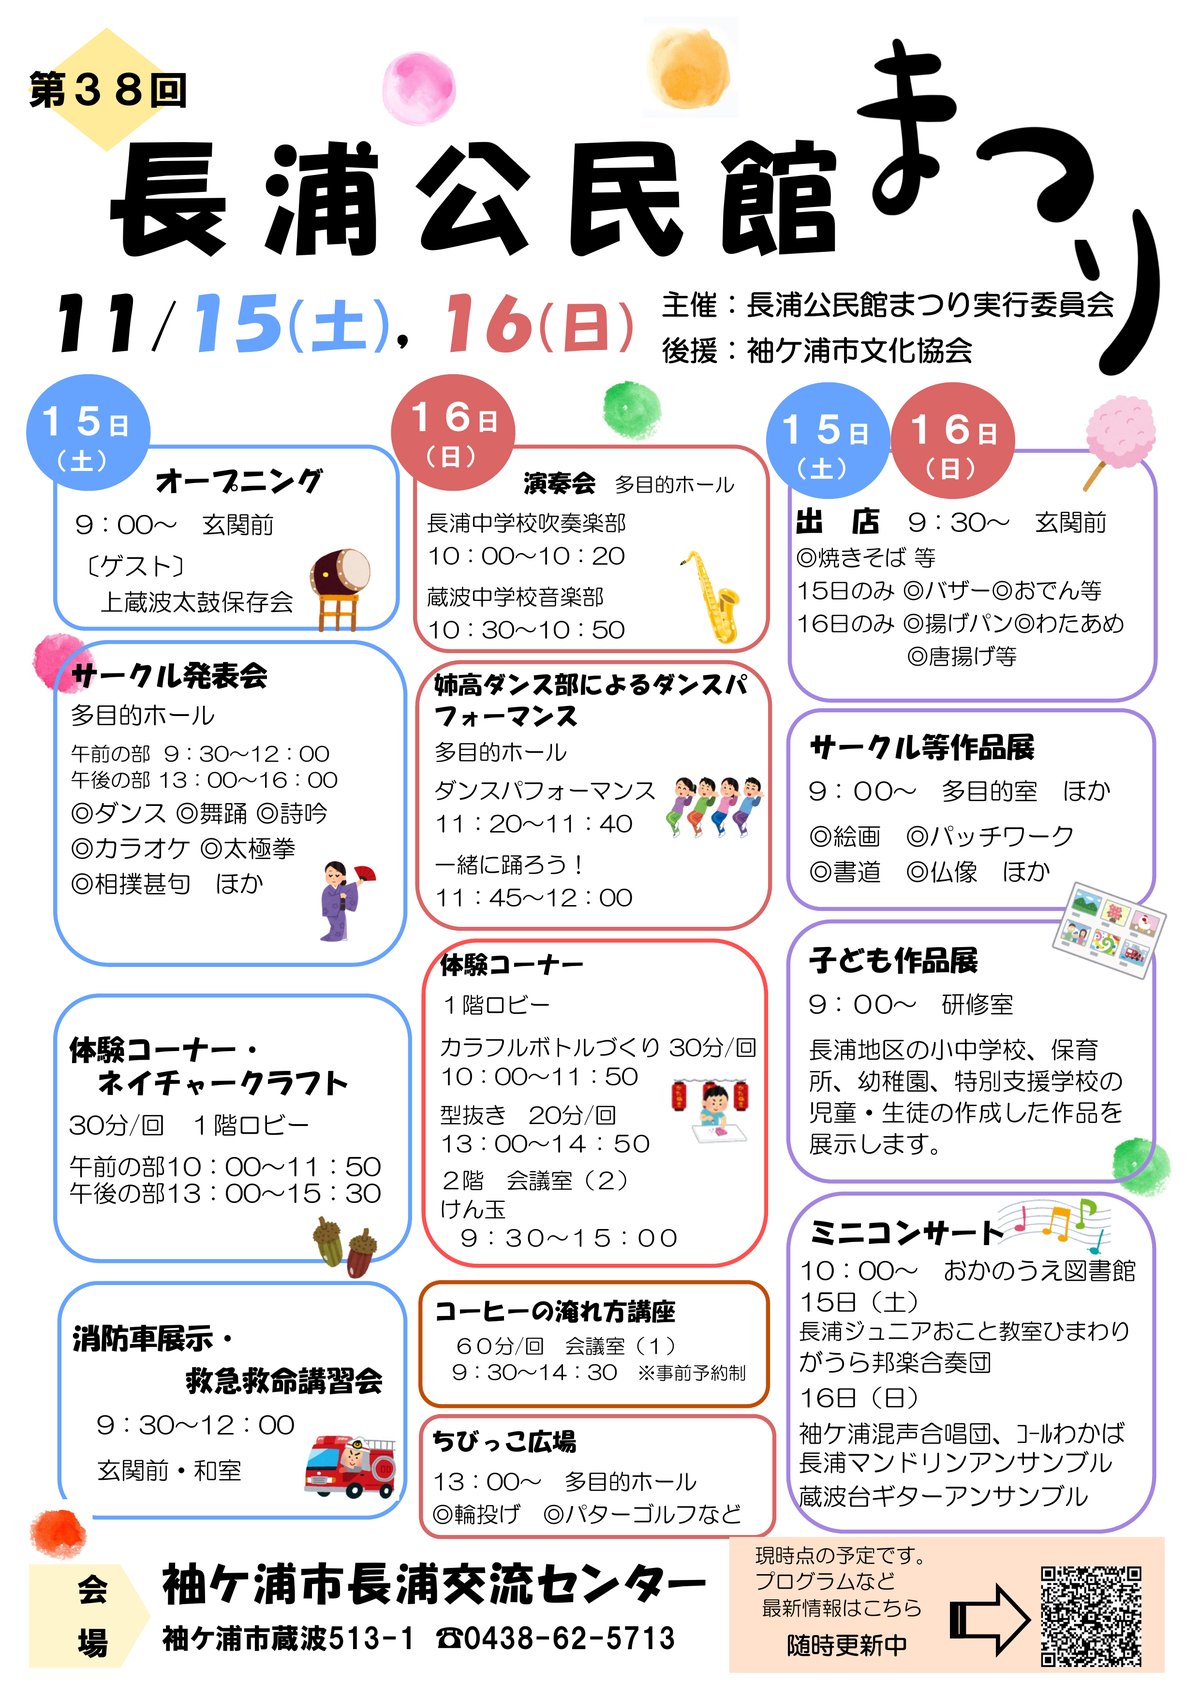 第３８回
長浦公民館まつり
11/15(土)，16(日)
主催：長浦公民館まつり実行委員会
後援：袖ケ浦市文化協会
１５日
（土）
オープニング
９：００～　玄関前
〔ゲスト〕
上蔵波太鼓保存会
サークル発表会
多目的ホール
午前の部 ９：３０～１２：００
午後の部 １３：００～１６：００
◎ダンス ◎舞踊 ◎詩吟
◎カラオケ ◎太極拳
◎相撲甚句　ほか
体験コーナー・
ネイチャークラフト
30分/回　１階ロビー
午前の部１０：００～１１：５０
午後の部１３：００～１５：３０
消防車展示・
救急救命講習会
９：３０～１２：００
玄関前・和室
１６日
（日）
演奏会　多目的ホール
長浦中学校吹奏楽部
１０：００～１０：２０
蔵波中学校音楽部
１０：３０～１０：５０
姉高ダンス部によるダンスパ
フォーマンス
多目的ホール
ダンスパフォーマンス
１１：２０～１１：４０
一緒に踊ろう！
１１：４５～１２：００
体験コーナー
１階ロビー
カラフルボトルづくり 30分/回
１０：００～１１：５０
型抜き　20分/回
１３：００～１４：５０
２階　会議室（２）
けん玉
９：３０～１５：００
コーヒーの淹れ方講座
６０分/回　会議室（１）
９：３０～１４：３０　※事前予約制
ちびっこ広場
１３：００～　多目的ホール
◎輪投げ　◎パターゴルフなど
１５日
（土）
１６日
（日）
出　店　９：３０～　玄関前
◎焼きそば 等
15日のみ ◎バザー◎おでん等
16日のみ ◎揚げパン◎わたあめ
◎唐揚げ等
サークル等作品展
９：００～　多目的室　ほか
◎絵画　◎パッチワーク
◎書道　◎仏像　ほか
子ども作品展
９：００～　研修室
長浦地区の小中学校、保育
所、幼稚園、特別支援学校の
児童・生徒の作成した作品を
展示します。
ミニコンサート
１０：００～　おかのうえ図書館
15日（土）
長浦ジュニアおこと教室ひまわり
がうら邦楽合奏団
16日（日）
袖ケ浦混声合唱団、ｺｰﾙわかば
長浦マンドリンアンサンブル
蔵波台ギターアンサンブル
会場
袖ケ浦市長浦交流センター
袖ケ浦市蔵波513-1 ☎0438-62-5713
現時点の予定です。
プログラムなど
最新情報はこちら
随時更新中